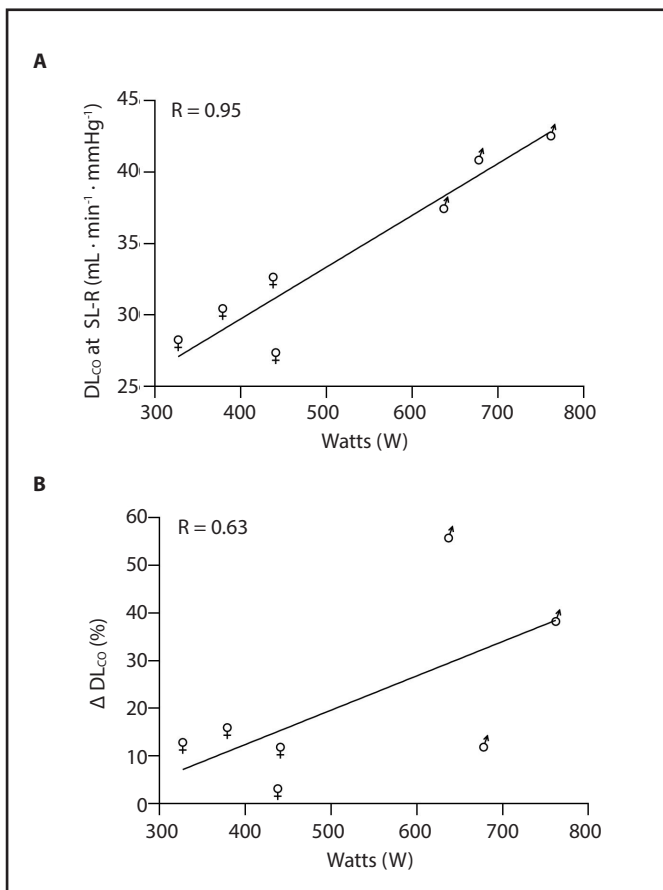 A
R = 0.95
DLCO at SL-R (mL · min-1 · mmHg-1)
45
40
35
30
25
300 400 500 600 700 800
Watts (W)
B
R = 0.63
Δ DLCO (%)
60
50
40
30
20
10
0
300 400 500 600 700 800
Watts (W)